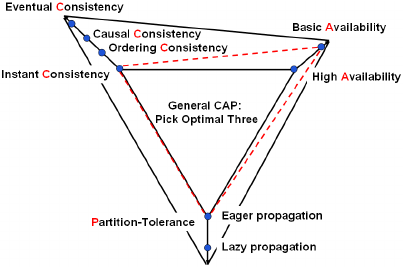 Eventual Consistency
Basic Availability
Causal Consistency
Ordering Consistency
Instant Consistency
High Availability
General CAP:
Pick Optimal Three
Partition-Tolerance
Eager propagation
Lazy propagation